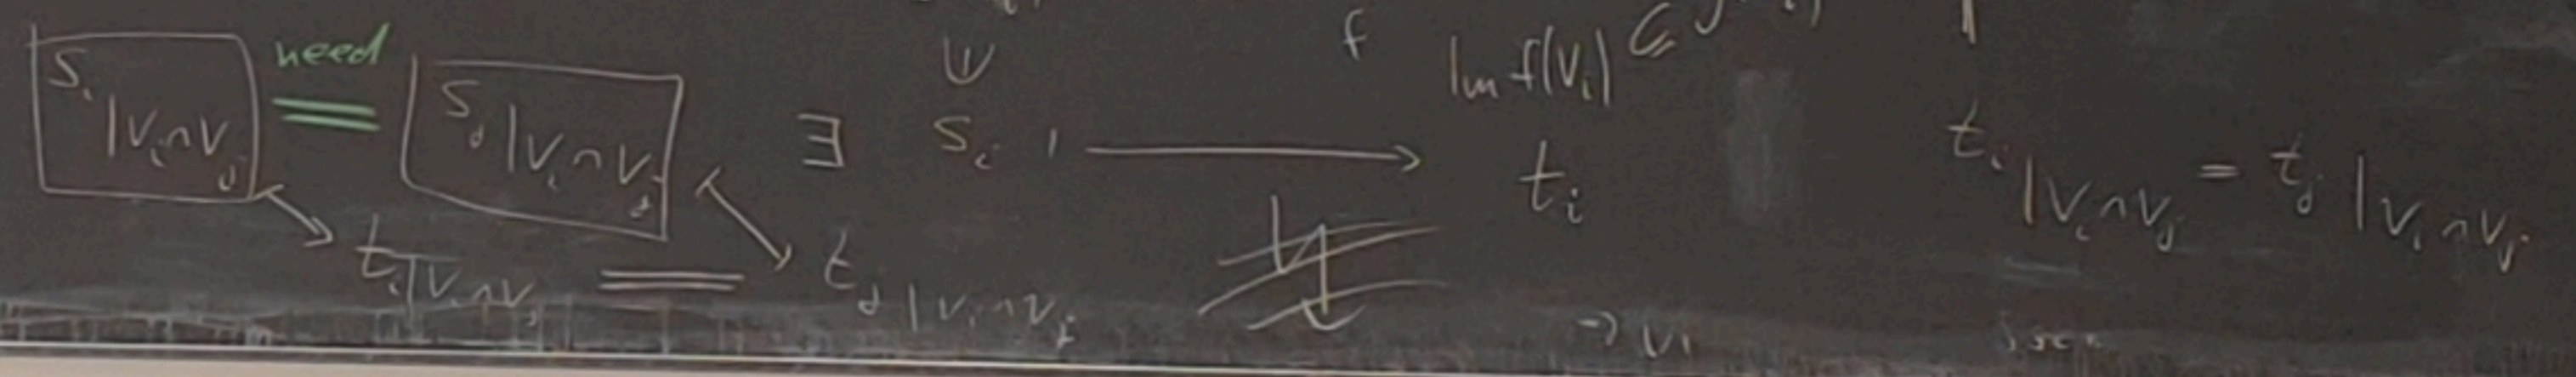 need
f
Im f(V_i) ⊆
s_i|V_i∩V_j = s_j|V_i∩V_j
∃ s_i ⟼ t_i
t_i|V_i∩V_j = t_j|V_i∩V_j
t_i|V_i∩V_j = t_j|V_i∩V_j